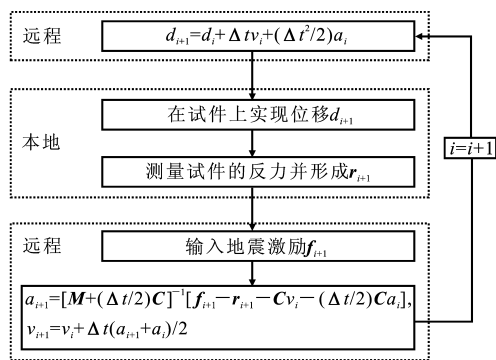 远程
d_{i+1}=d_i+Δtv_i+(Δt²/2)a_i
本地
在试件上实现位移d_{i+1}
测量试件的反力并形成r_{i+1}
i=i+1
远程
输入地震激励f_{i+1}
a_{i+1}=[M+(Δt/2)C]^{-1}[f_{i+1}-r_{i+1}-Cv_i-(Δt/2)Ca_i],
v_{i+1}=v_i+Δt(a_{i+1}+a_i)/2